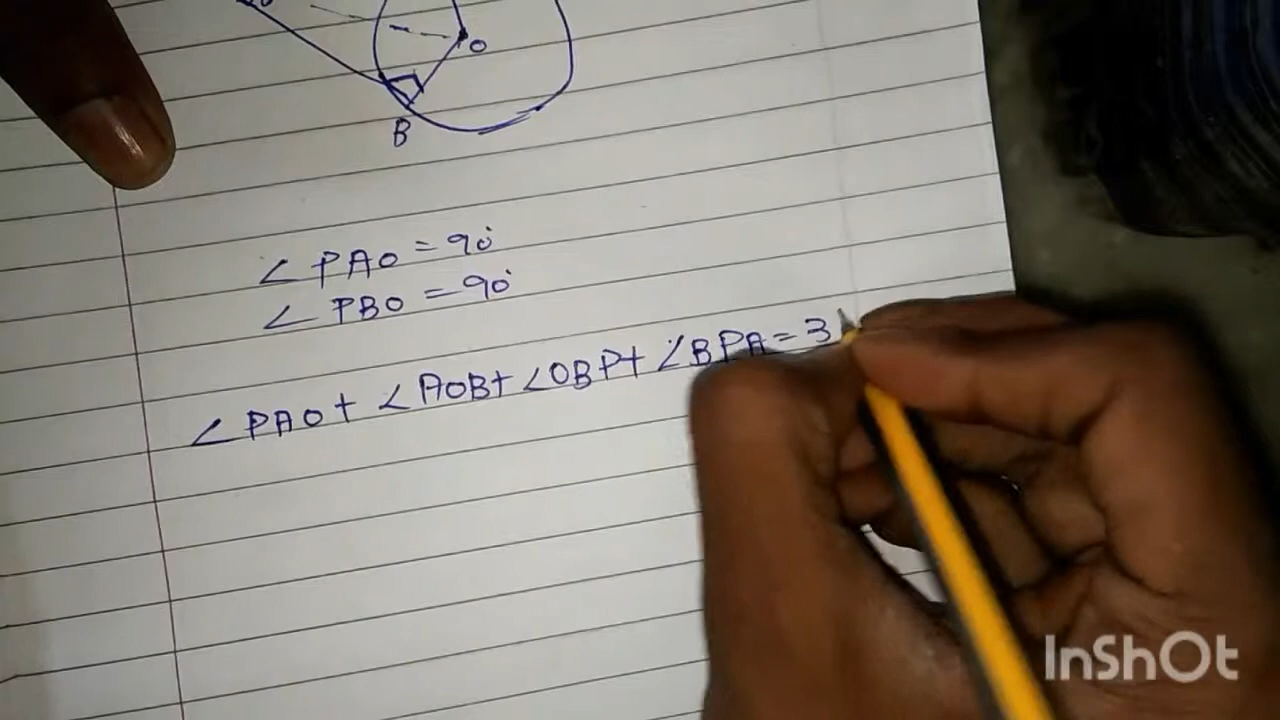 O
B
∠PAO = 90°
∠PBO = 90°
∠PAO + ∠AOB + ∠OBP + ∠BPA = 3
InShOt